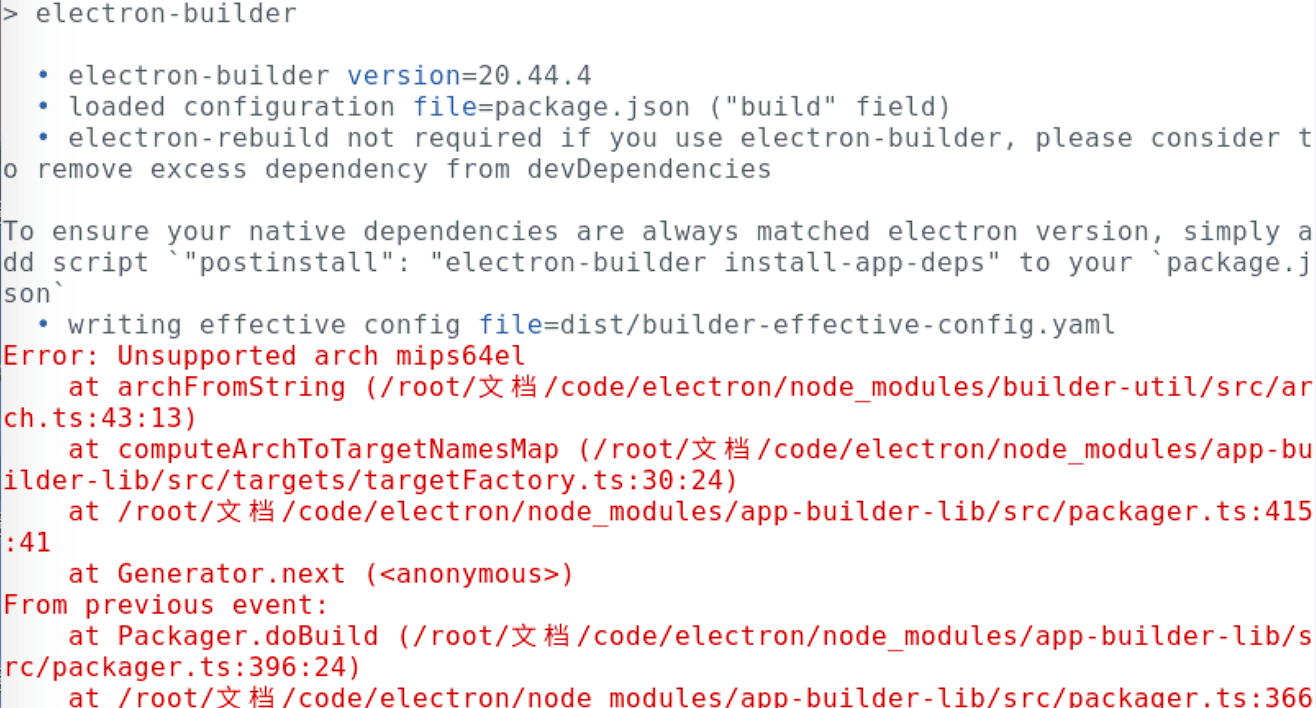 > electron-builder
• electron-builder version=20.44.4
• loaded configuration file=package.json ("build" field)
• electron-rebuild not required if you use electron-builder, please consider t
o remove excess dependency from devDependencies
To ensure your native dependencies are always matched electron version, simply a
dd script `"postinstall": "electron-builder install-app-deps" to your `package.j
son`
• writing effective config file=dist/builder-effective-config.yaml
Error: Unsupported arch mips64el
at archFromString (/root/文档/code/electron/node_modules/builder-util/src/ar
ch.ts:43:13)
at computeArchToTargetNamesMap (/root/文档/code/electron/node_modules/app-bu
ilder-lib/src/targets/targetFactory.ts:30:24)
at /root/文档/code/electron/node_modules/app-builder-lib/src/packager.ts:415
:41
at Generator.next (<anonymous>)
From previous event:
at Packager.doBuild (/root/文档/code/electron/node_modules/app-builder-lib/s
rc/packager.ts:396:24)
at /root/文档/code/electron/node_modules/app-builder-lib/src/packager.ts:366